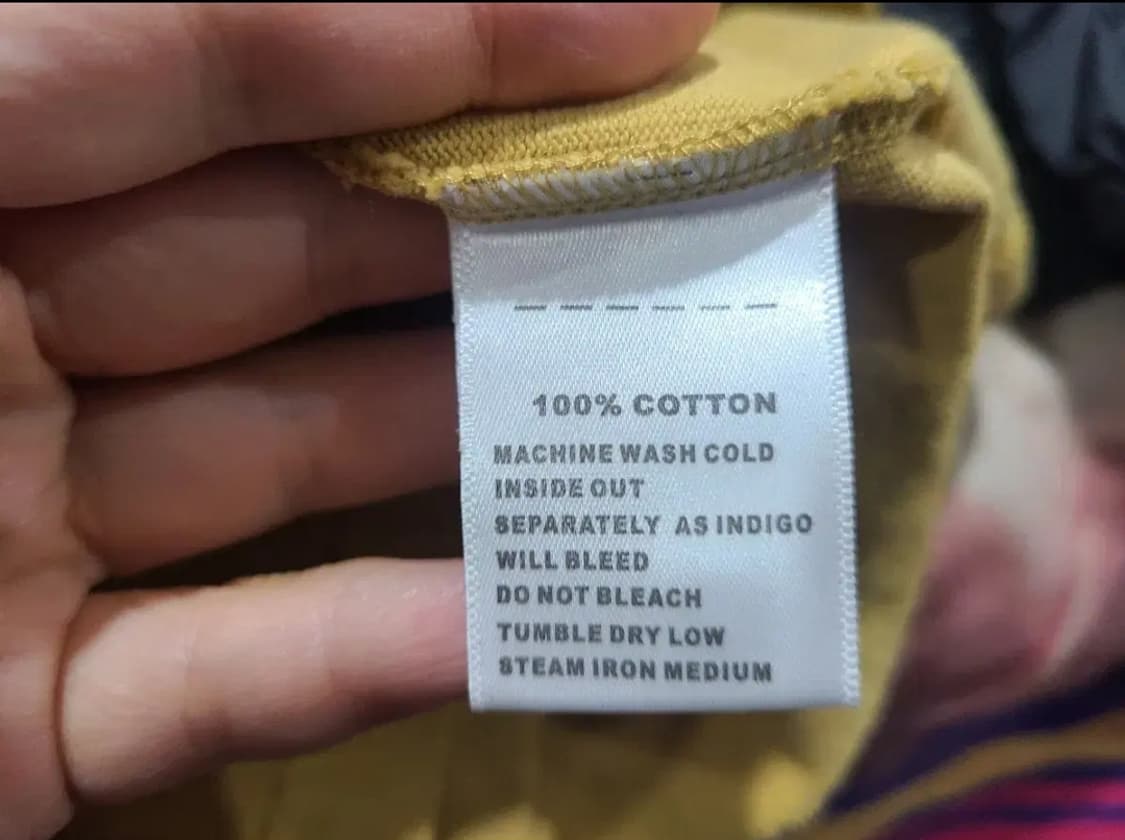 100% COTTON
MACHINE WASH COLD
INSIDE OUT
SEPARATELY AS INDIGO
WILL BLEED
DO NOT BLEACH
TUMBLE DRY LOW
STEAM IRON MEDIUM